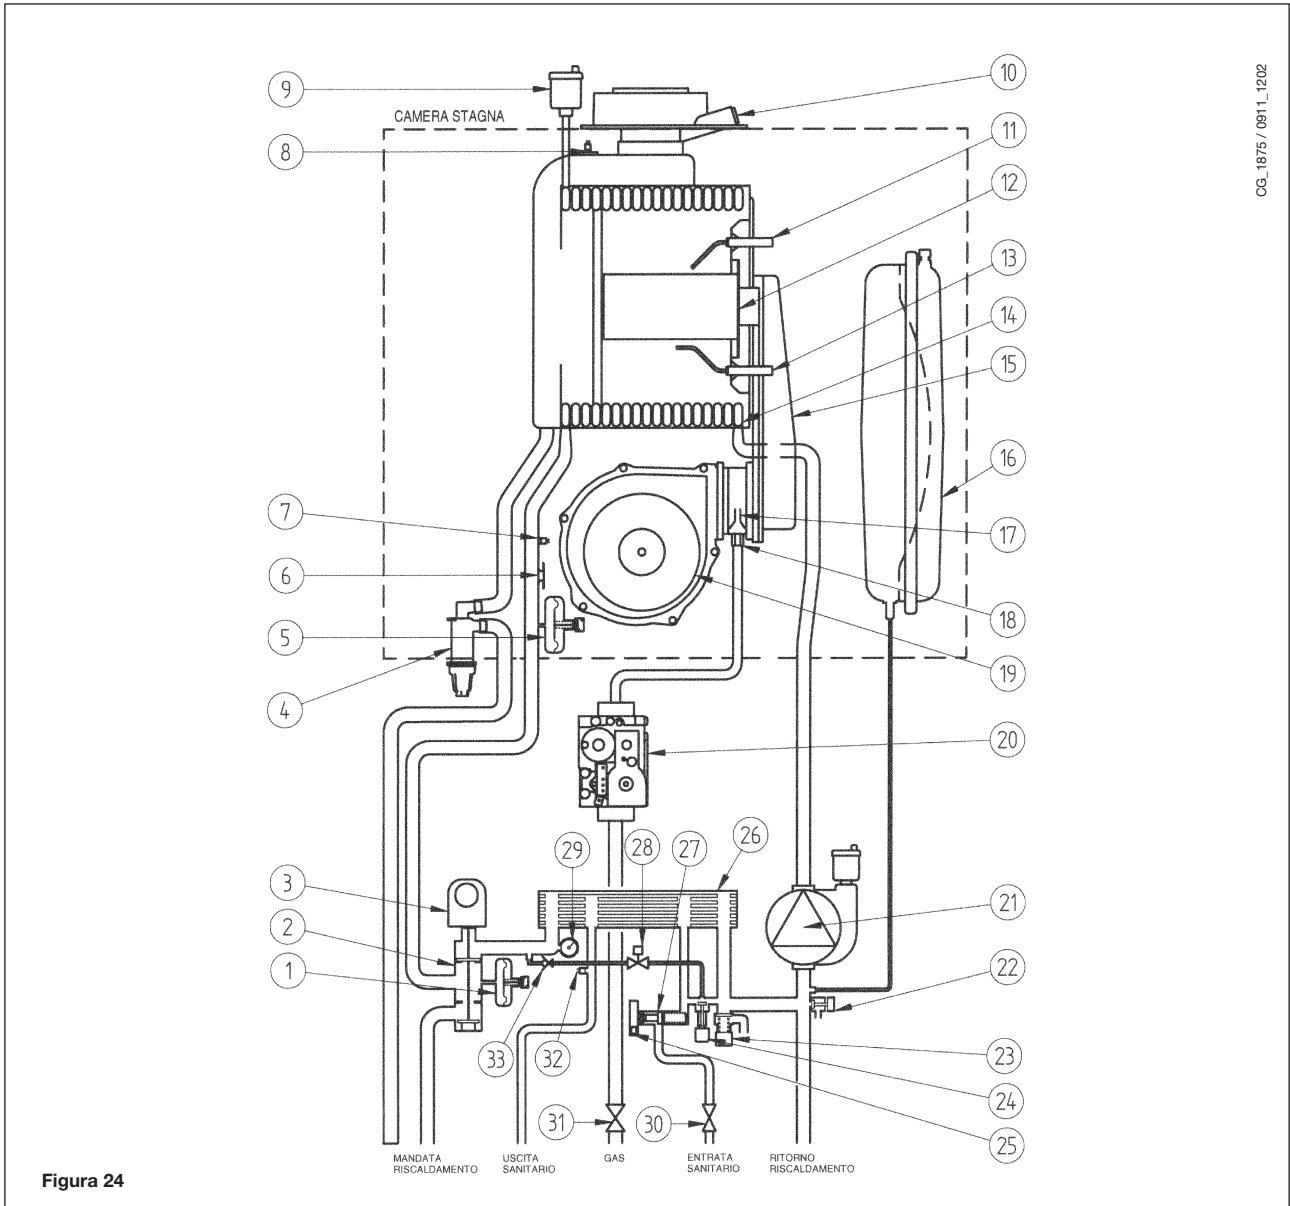 CG_1875 / 0911_1202
CAMERA STAGNA
9
10
8
11
12
13
14
15
16
7
17
6
5
18
4
19
20
3
29
28
27
26
2
21
1
22
33
32
23
24
31
30
25
MANDATA
RISCALDAMENTO
USCITA
SANITARIO
GAS
ENTRATA
SANITARIO
RITORNO
RISCALDAMENTO
Figura 24